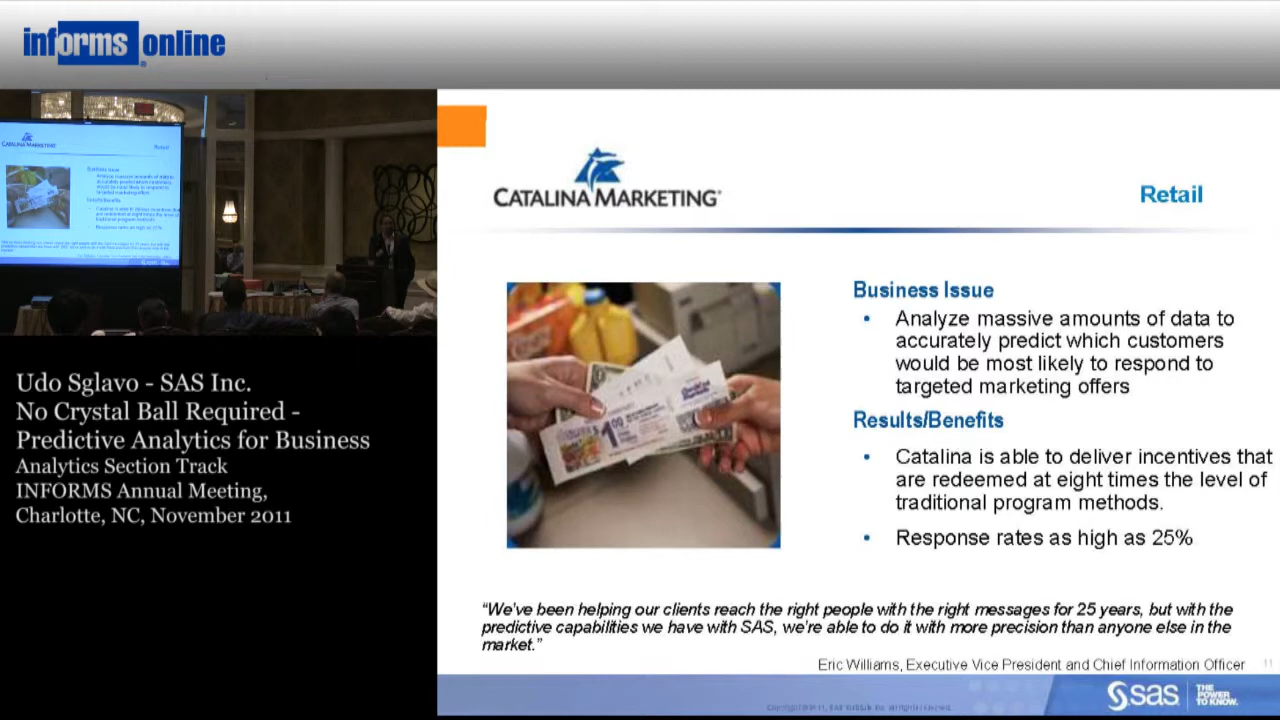 informs online
Udo Sglavo - SAS Inc.
No Crystal Ball Required -
Predictive Analytics for Business
Analytics Section Track
INFORMS Annual Meeting,
Charlotte, NC, November 2011
CATALINA MARKETING
Retail
Business Issue
• Analyze massive amounts of data to
accurately predict which customers
would be most likely to respond to
targeted marketing offers
Results/Benefits
• Catalina is able to deliver incentives that
are redeemed at eight times the level of
traditional program methods.
• Response rates as high as 25%
“We’ve been helping our clients reach the right people with the right messages for 25 years, but with the
predictive capabilities we have with SAS, we’re able to do it with more precision than anyone else in the
market.”
Eric Williams, Executive Vice President and Chief Information Officer
11
sas
THE
POWER
TO KNOW.